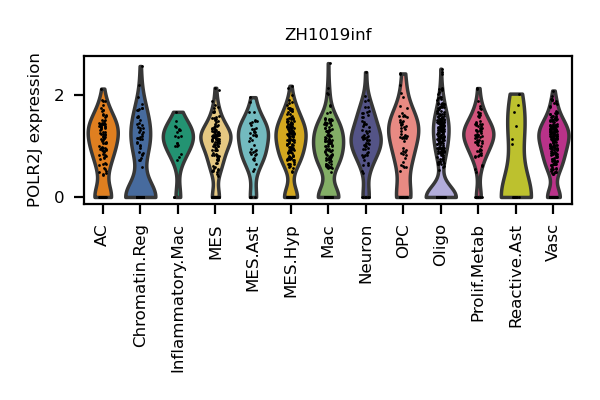 ZH1019inf
POLR2J expression
2
0
AC
Chromatin.Reg
Inflammatory.Mac
MES
MES.Ast
MES.Hyp
Mac
Neuron
OPC
Oligo
Prolif.Metab
Reactive.Ast
Vasc